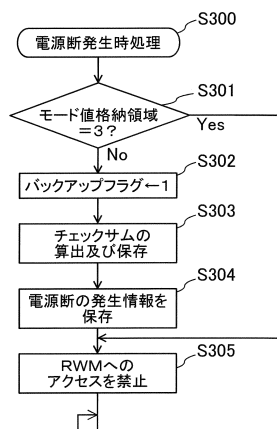 S300
電源断発生時処理
S301
モード値格納領域
＝3？
Yes
No
S302
バックアップフラグ←1
S303
チェックサムの
算出及び保存
S304
電源断の発生情報を
保存
S305
RWMへの
アクセスを禁止